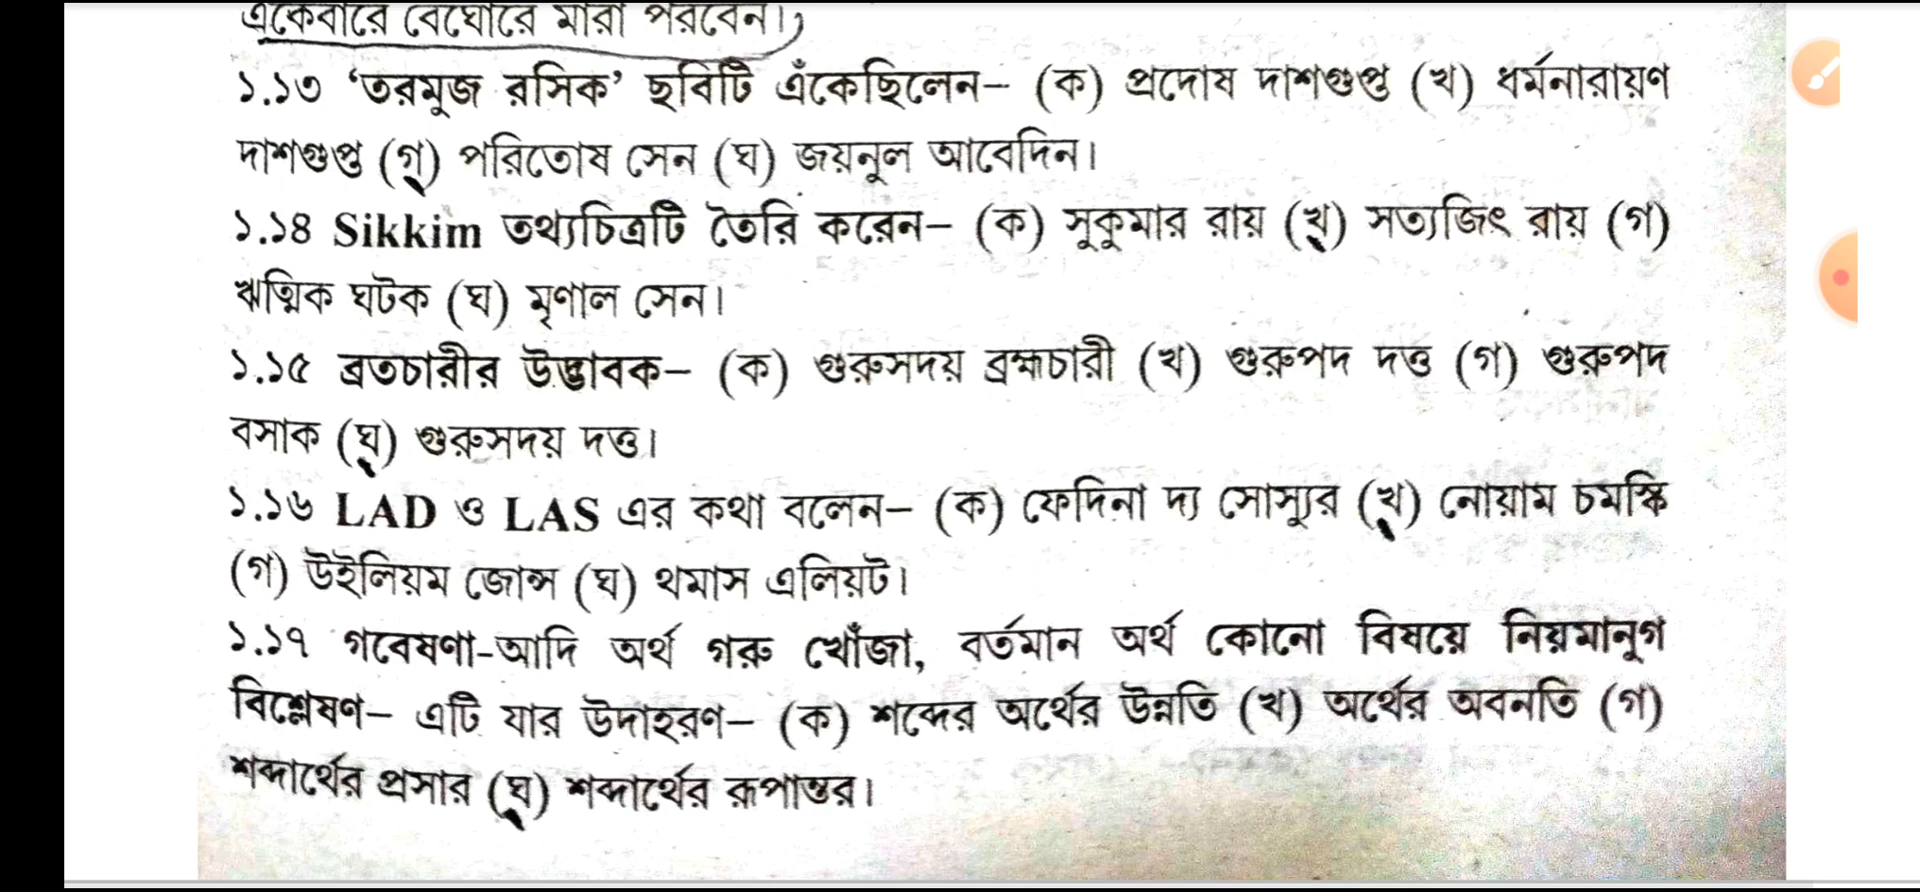 একেবারে বেঘোরে মারা পরবেন।
১.১৩ ‘তরমুজ রসিক’ ছবিটি এঁকেছিলেন– (ক) প্রদোষ দাশগুপ্ত (খ) ধর্মনারায়ণ
দাশগুপ্ত (গ) পরিতোষ সেন (ঘ) জয়নুল আবেদিন।
১.১৪ Sikkim তথ্যচিত্রটি তৈরি করেন– (ক) সুকুমার রায় (খ) সত্যজিৎ রায় (গ)
ঋত্বিক ঘটক (ঘ) মৃণাল সেন।
১.১৫ ব্রতচারীর উদ্ভাবক– (ক) গুরুসদয় ব্রহ্মচারী (খ) গুরুপদ দত্ত (গ) গুরুপদ
বসাক (ঘ) গুরুসদয় দত্ত।
১.১৬ LAD ও LAS এর কথা বলেন– (ক) ফেদিনা দ্য সোস্যুর (খ) নোয়াম চমস্কি
(গ) উইলিয়ম জোন্স (ঘ) থমাস এলিয়ট।
১.১৭ গবেষণা-আদি অর্থ গরু খোঁজা, বর্তমান অর্থ কোনো বিষয়ে নিয়মানুগ
বিশ্লেষণ– এটি যার উদাহরণ– (ক) শব্দের অর্থের উন্নতি (খ) অর্থের অবনতি (গ)
শব্দার্থের প্রসার (ঘ) শব্দার্থের রূপান্তর।